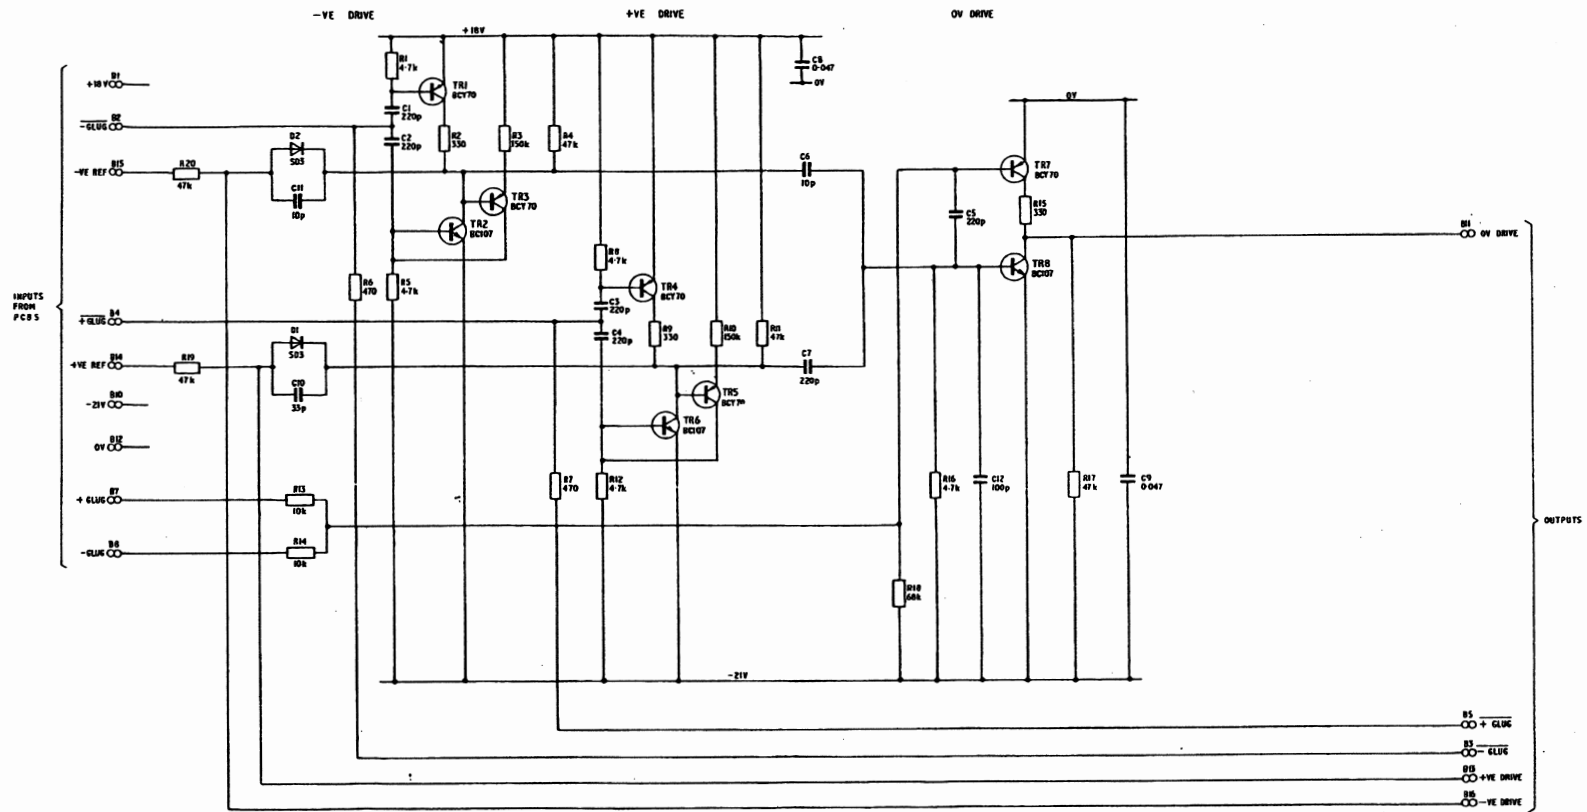 -VE DRIVE
+VE DRIVE
0V DRIVE
+18V
R1
4·7k
TR1
BCY70
C8
0·047
0V
B1
+18V
B2
-GLUG
C1
220p
C2
220p
R2
330
R3
150k
R4
47k
0V
D2
SD3
B15
-VE REF
R20
47k
C11
10p
C6
10p
TR7
BCY70
TR3
BCY70
TR2
BC107
C5
220p
R15
330
B11
0V DRIVE
R8
4·7k
TR8
BC107
R6
470
R5
4·7k
TR4
BCY70
INPUTS
FROM
PCB 5
B4
+GLUG
C3
220p
C4
220p
R9
330
R10
150k
R11
47k
D1
SD3
B14
+VE REF
R19
47k
C10
33p
C7
220p
B10
-21V
TR5
TR6
BC107
B12
0V
B7
+ GLUG
R13
10k
R7
470
R12
4·7k
R16
4·7k
C12
100p
R17
47k
C9
0·047
OUTPUTS
B6
-GLUG
R14
10k
R18
68k
-21V
B5
+ GLUG
B3
- GLUG
B13
+VE DRIVE
B16
-VE DRIVE